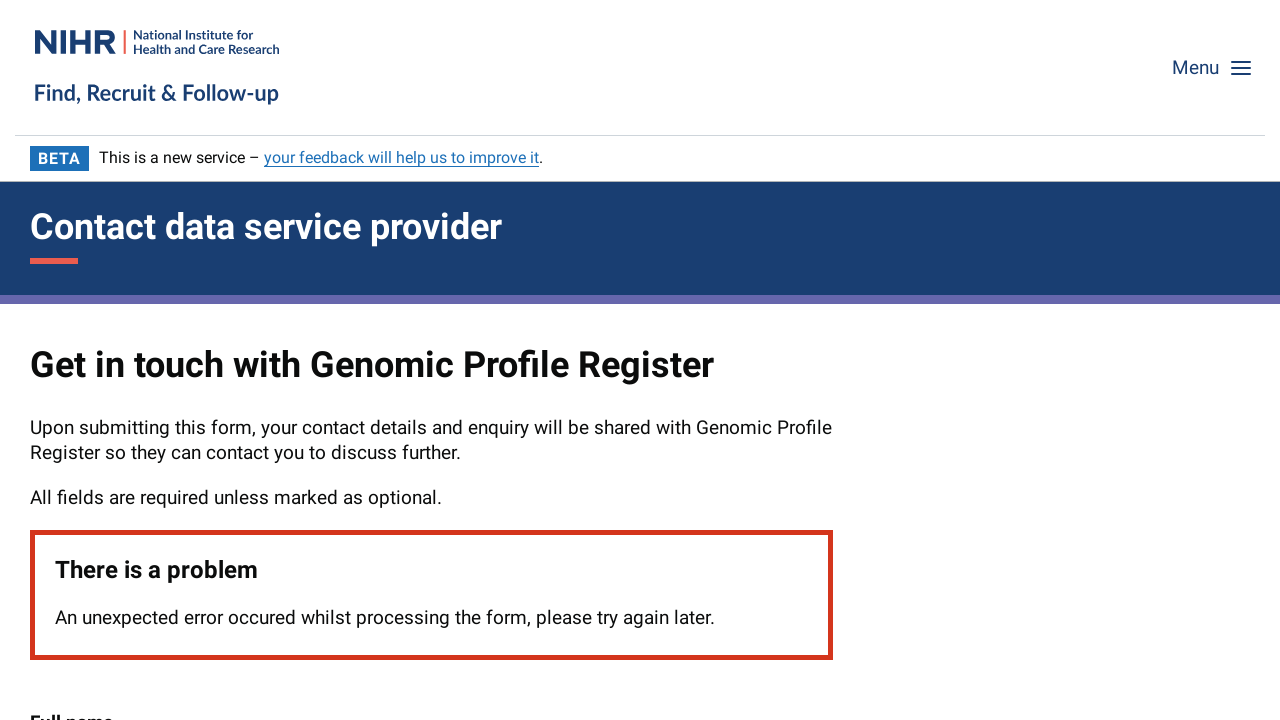 NIHR | National Institute for
Health and Care Research
Find, Recruit & Follow-up
Menu
BETA This is a new service – your feedback will help us to improve it.
Contact data service provider
Get in touch with Genomic Profile Register
Upon submitting this form, your contact details and enquiry will be shared with Genomic Profile
Register so they can contact you to discuss further.
All fields are required unless marked as optional.
There is a problem
An unexpected error occured whilst processing the form, please try again later.
Full name